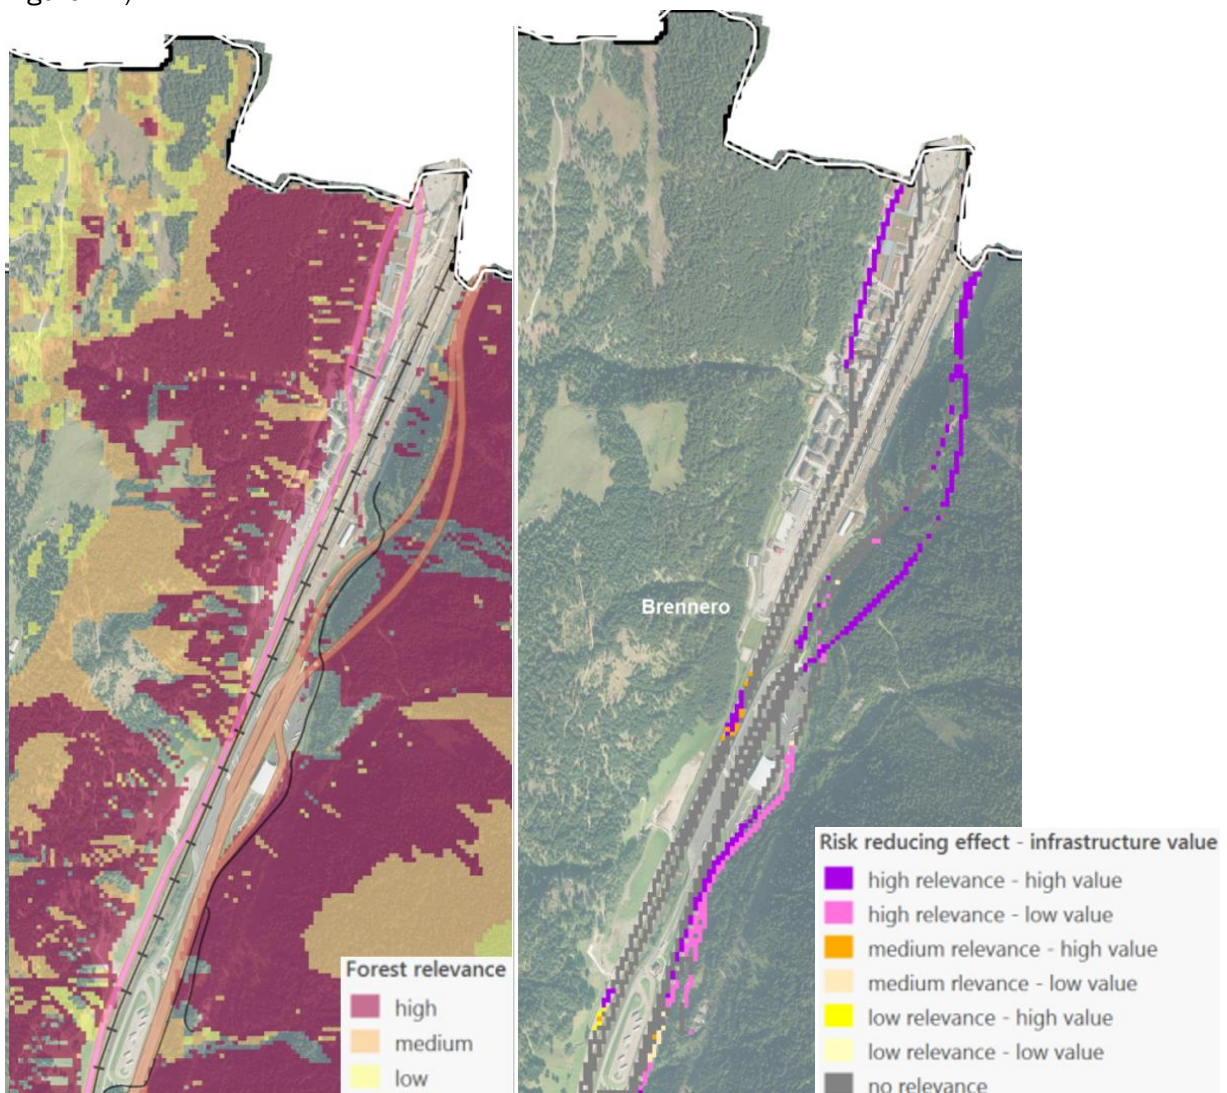 Brennero
Forest relevance
high
medium
low
Risk reducing effect - infrastructure value
high relevance - high value
high relevance - low value
medium relevance - high value
medium rlevance - low value
low relevance - high value
low relevance - low value
no relevance